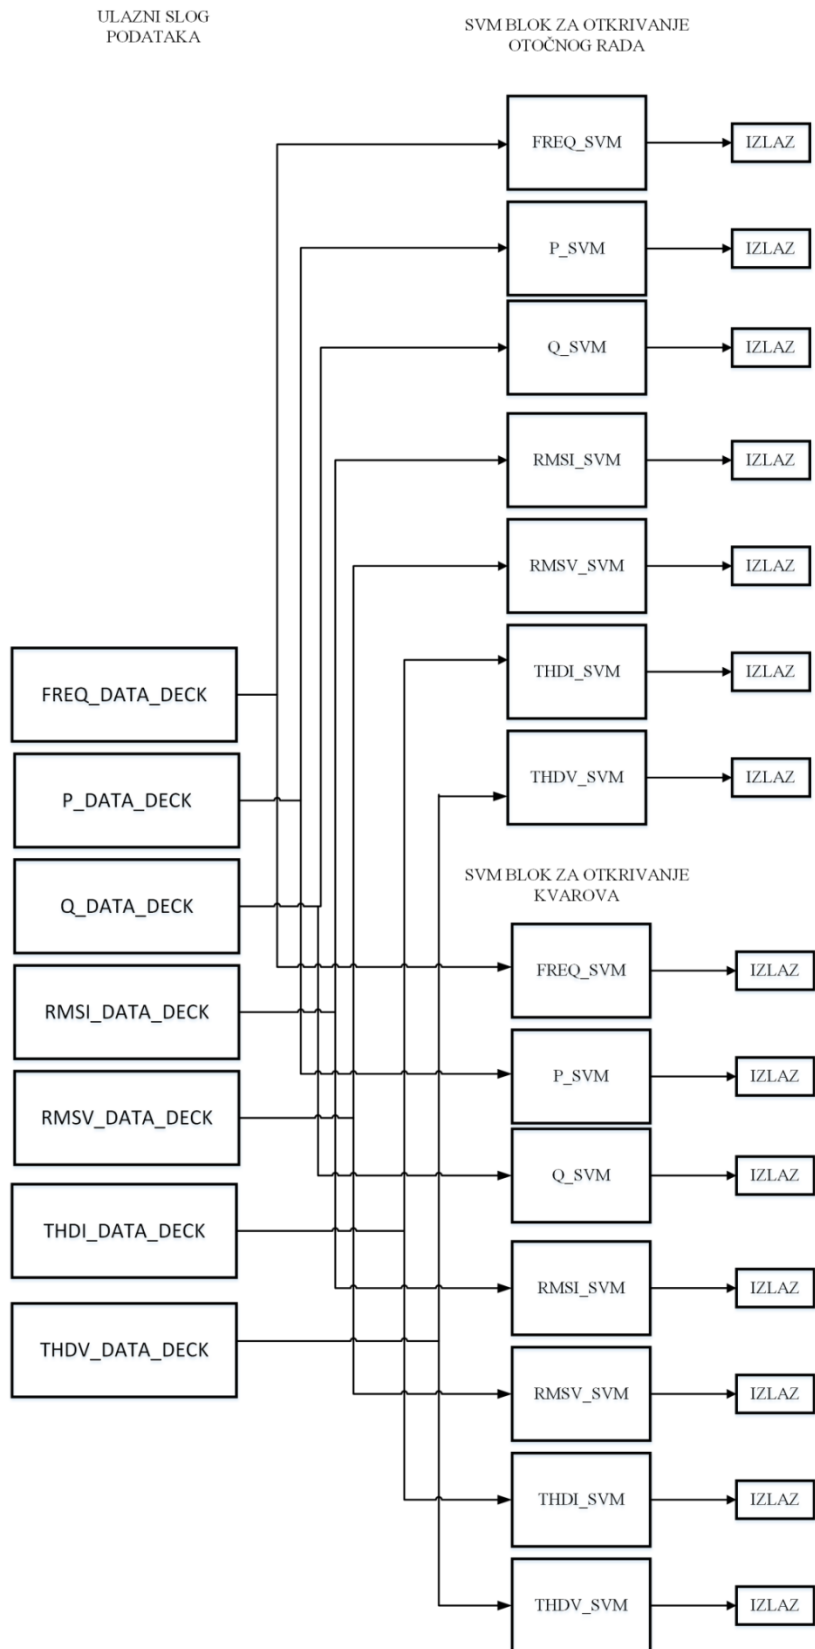 ULAZNI SLOG
PODATAKA
SVM BLOK ZA OTKRIVANJE
OTOČNOG RADA
FREQ_SVM
IZLAZ
P_SVM
IZLAZ
Q_SVM
IZLAZ
RMSI_SVM
IZLAZ
RMSV_SVM
IZLAZ
THDI_SVM
IZLAZ
THDV_SVM
IZLAZ
FREQ_DATA_DECK
P_DATA_DECK
Q_DATA_DECK
RMSI_DATA_DECK
RMSV_DATA_DECK
THDI_DATA_DECK
THDV_DATA_DECK
SVM BLOK ZA OTKRIVANJE
KVAROVA
FREQ_SVM
IZLAZ
P_SVM
IZLAZ
Q_SVM
IZLAZ
RMSI_SVM
IZLAZ
RMSV_SVM
IZLAZ
THDI_SVM
IZLAZ
THDV_SVM
IZLAZ